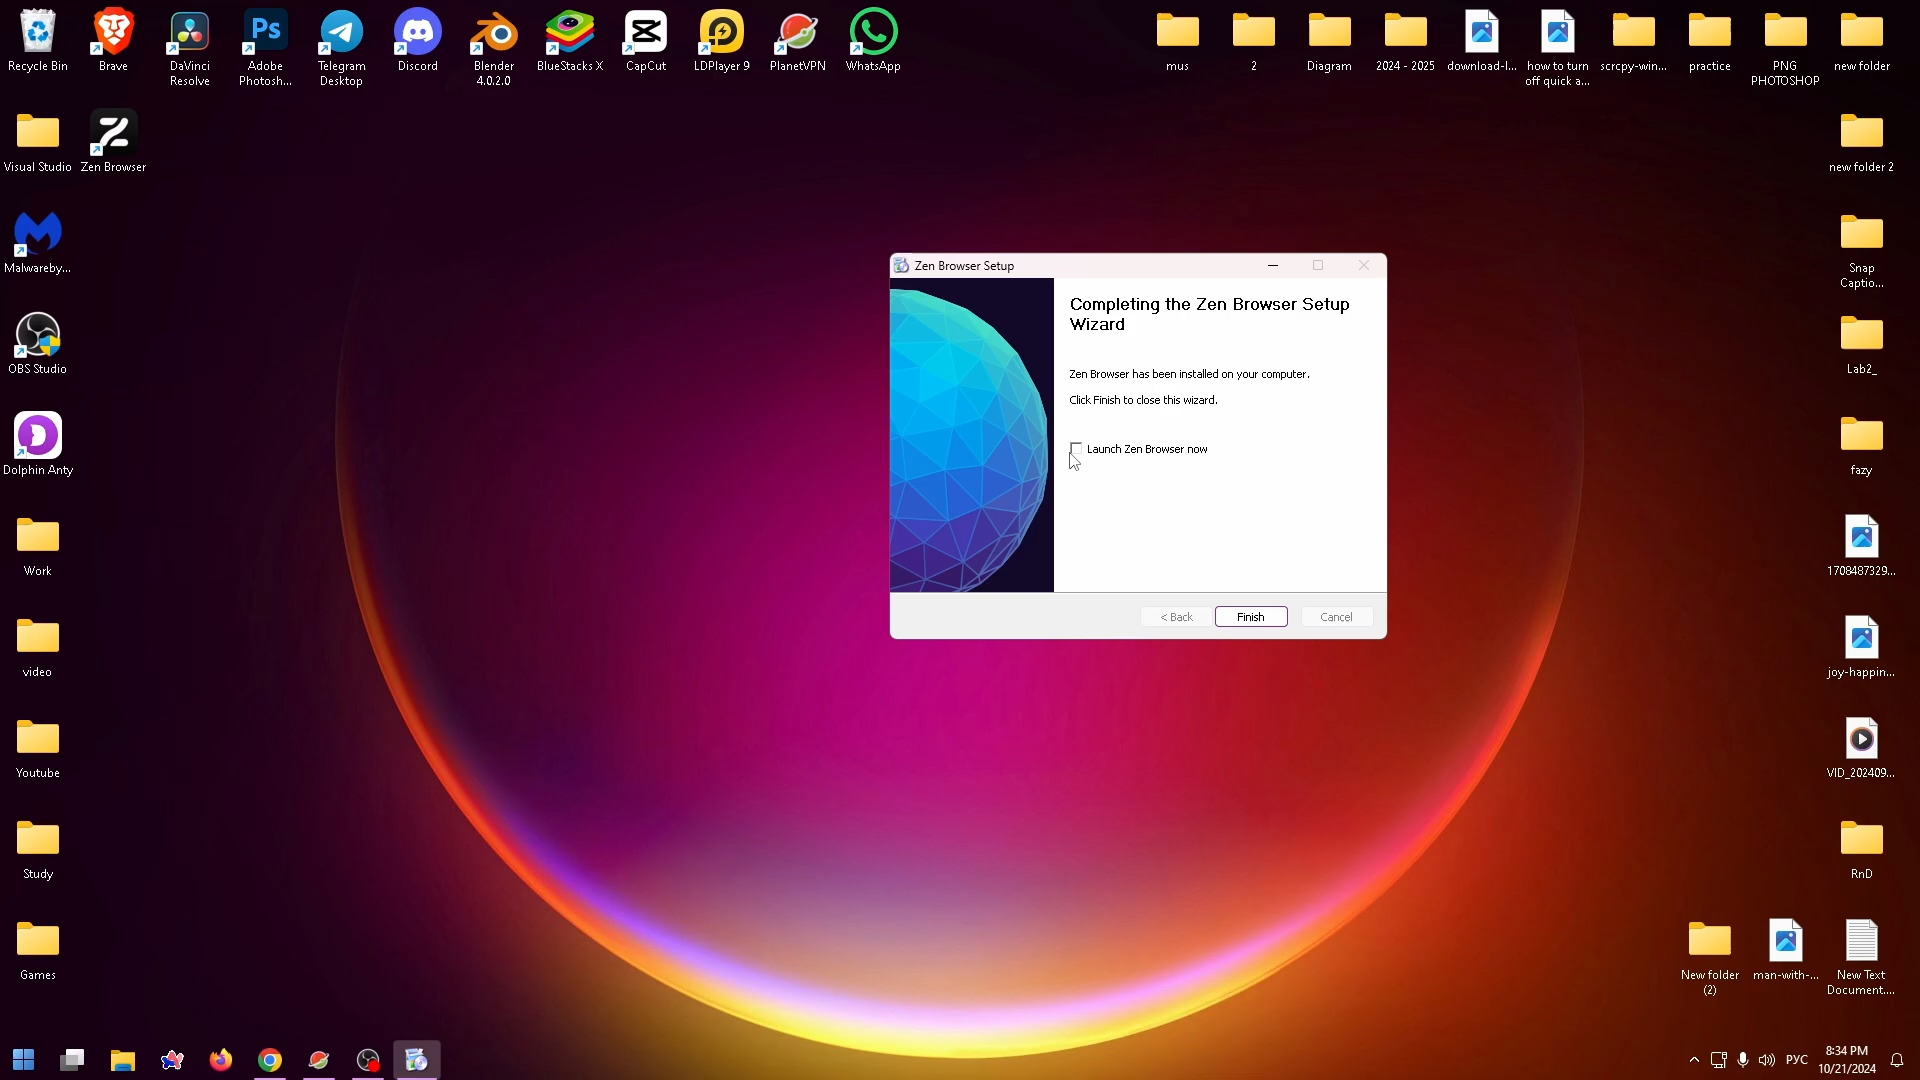 Recycle Bin
Brave
DaVinci
Resolve
Ps
Adobe
Photosh...
Telegram
Desktop
Discord
Blender
4.0.2.0
BlueStacks X
CapCut
LDPlayer 9
PlanetVPN
WhatsApp
mus
2
Diagram
2024 - 2025
download-l...
how to turn
off quick a...
scrcpy-win...
practice
PNG
PHOTOSHOP
new folder
Visual Studio
Zen Browser
new folder 2
Malwareby...
Snap
Captio...
OBS Studio
Lab2_
Dolphin Anty
fazy
Work
1708487329...
video
joy-happin...
Youtube
VID_202409...
Study
RnD
Games
New folder
(2)
man-with-...
New Text
Document....
Zen Browser Setup
Completing the Zen Browser Setup
Wizard
Zen Browser has been installed on your computer.
Click Finish to close this wizard.
Launch Zen Browser now
< Back
Finish
Cancel
РУС
8:34 PM
10/21/2024